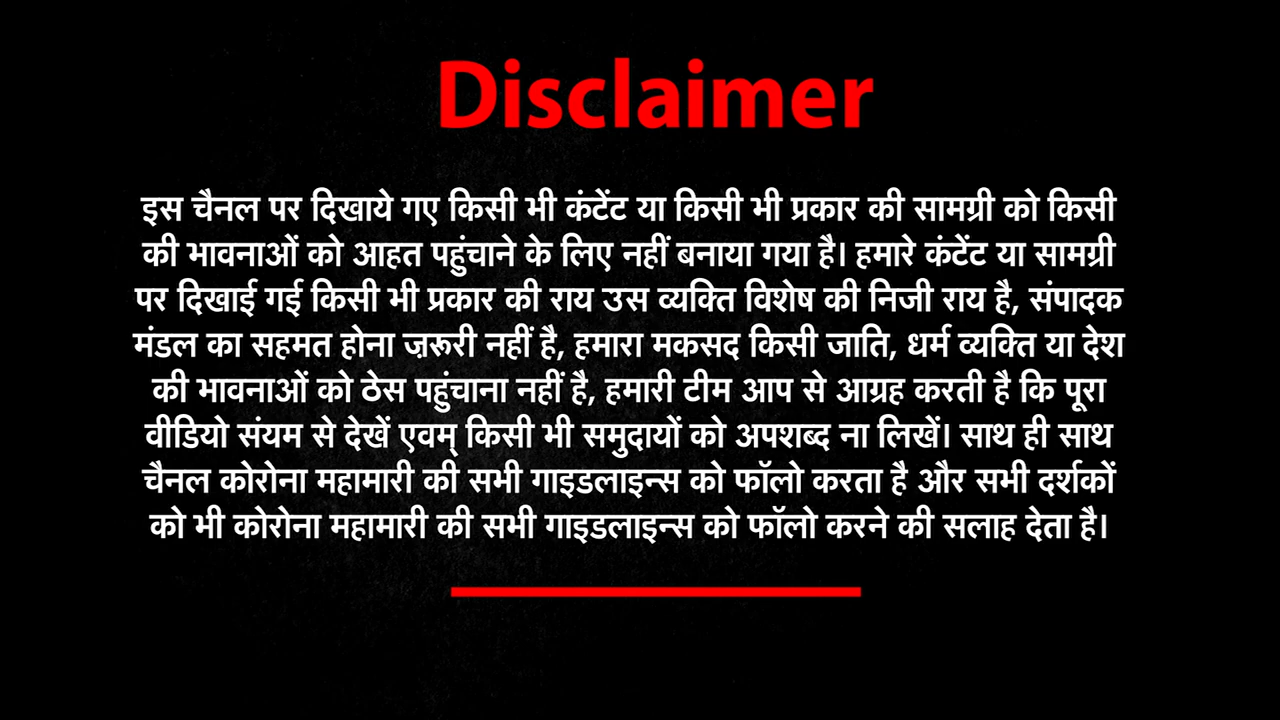 Disclaimer
इस चैनल पर दिखाये गए किसी भी कंटेंट या किसी भी प्रकार की सामग्री को किसी
की भावनाओं को आहत पहुंचाने के लिए नहीं बनाया गया है। हमारे कंटेंट या सामग्री
पर दिखाई गई किसी भी प्रकार की राय उस व्यक्ति विशेष की निजी राय है, संपादक
मंडल का सहमत होना ज़रूरी नहीं है, हमारा मकसद किसी जाति, धर्म व्यक्ति या देश
की भावनाओं को ठेस पहुंचाना नहीं है, हमारी टीम आप से आग्रह करती है कि पूरा
वीडियो संयम से देखें एवम् किसी भी समुदायों को अपशब्द ना लिखें। साथ ही साथ
चैनल कोरोना महामारी की सभी गाइडलाइन्स को फॉलो करता है और सभी दर्शकों
को भी कोरोना महामारी की सभी गाइडलाइन्स को फॉलो करने की सलाह देता है।